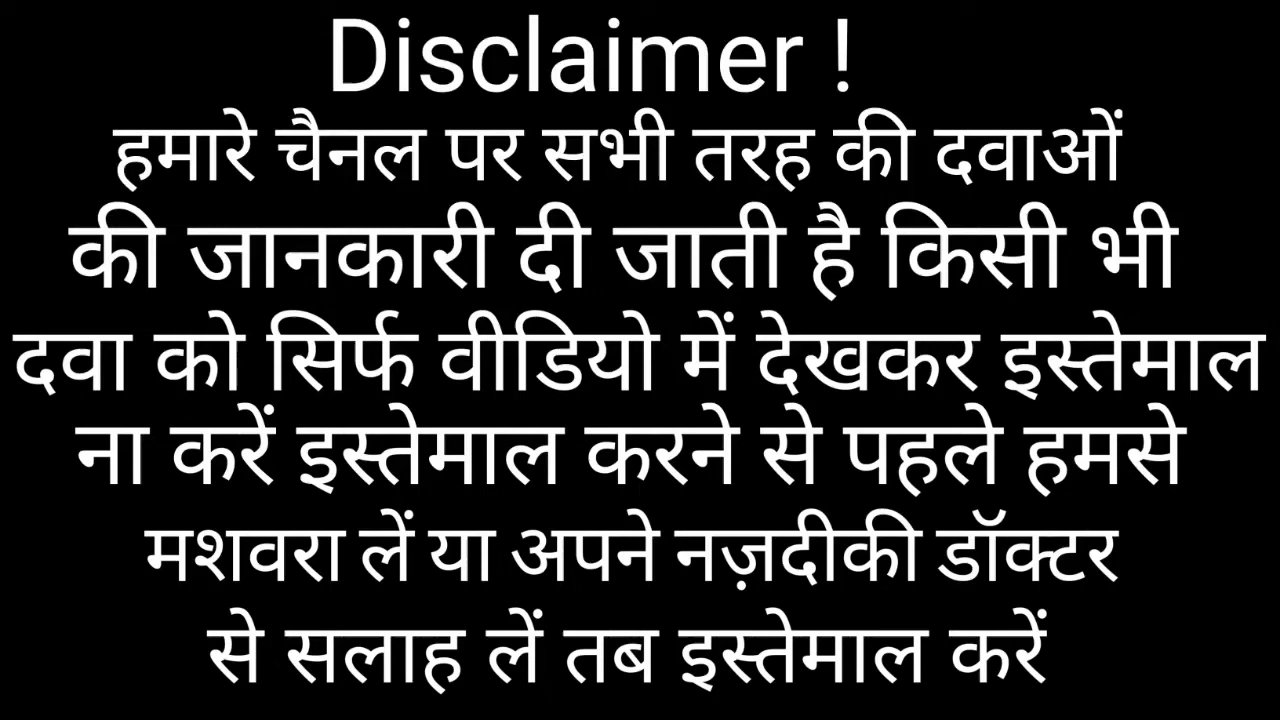 Disclaimer !
हमारे चैनल पर सभी तरह की दवाओं
की जानकारी दी जाती है किसी भी
दवा को सिर्फ वीडियो में देखकर इस्तेमाल
ना करें इस्तेमाल करने से पहले हमसे
मशवरा लें या अपने नज़दीकी डॉक्टर
से सलाह लें तब इस्तेमाल करें